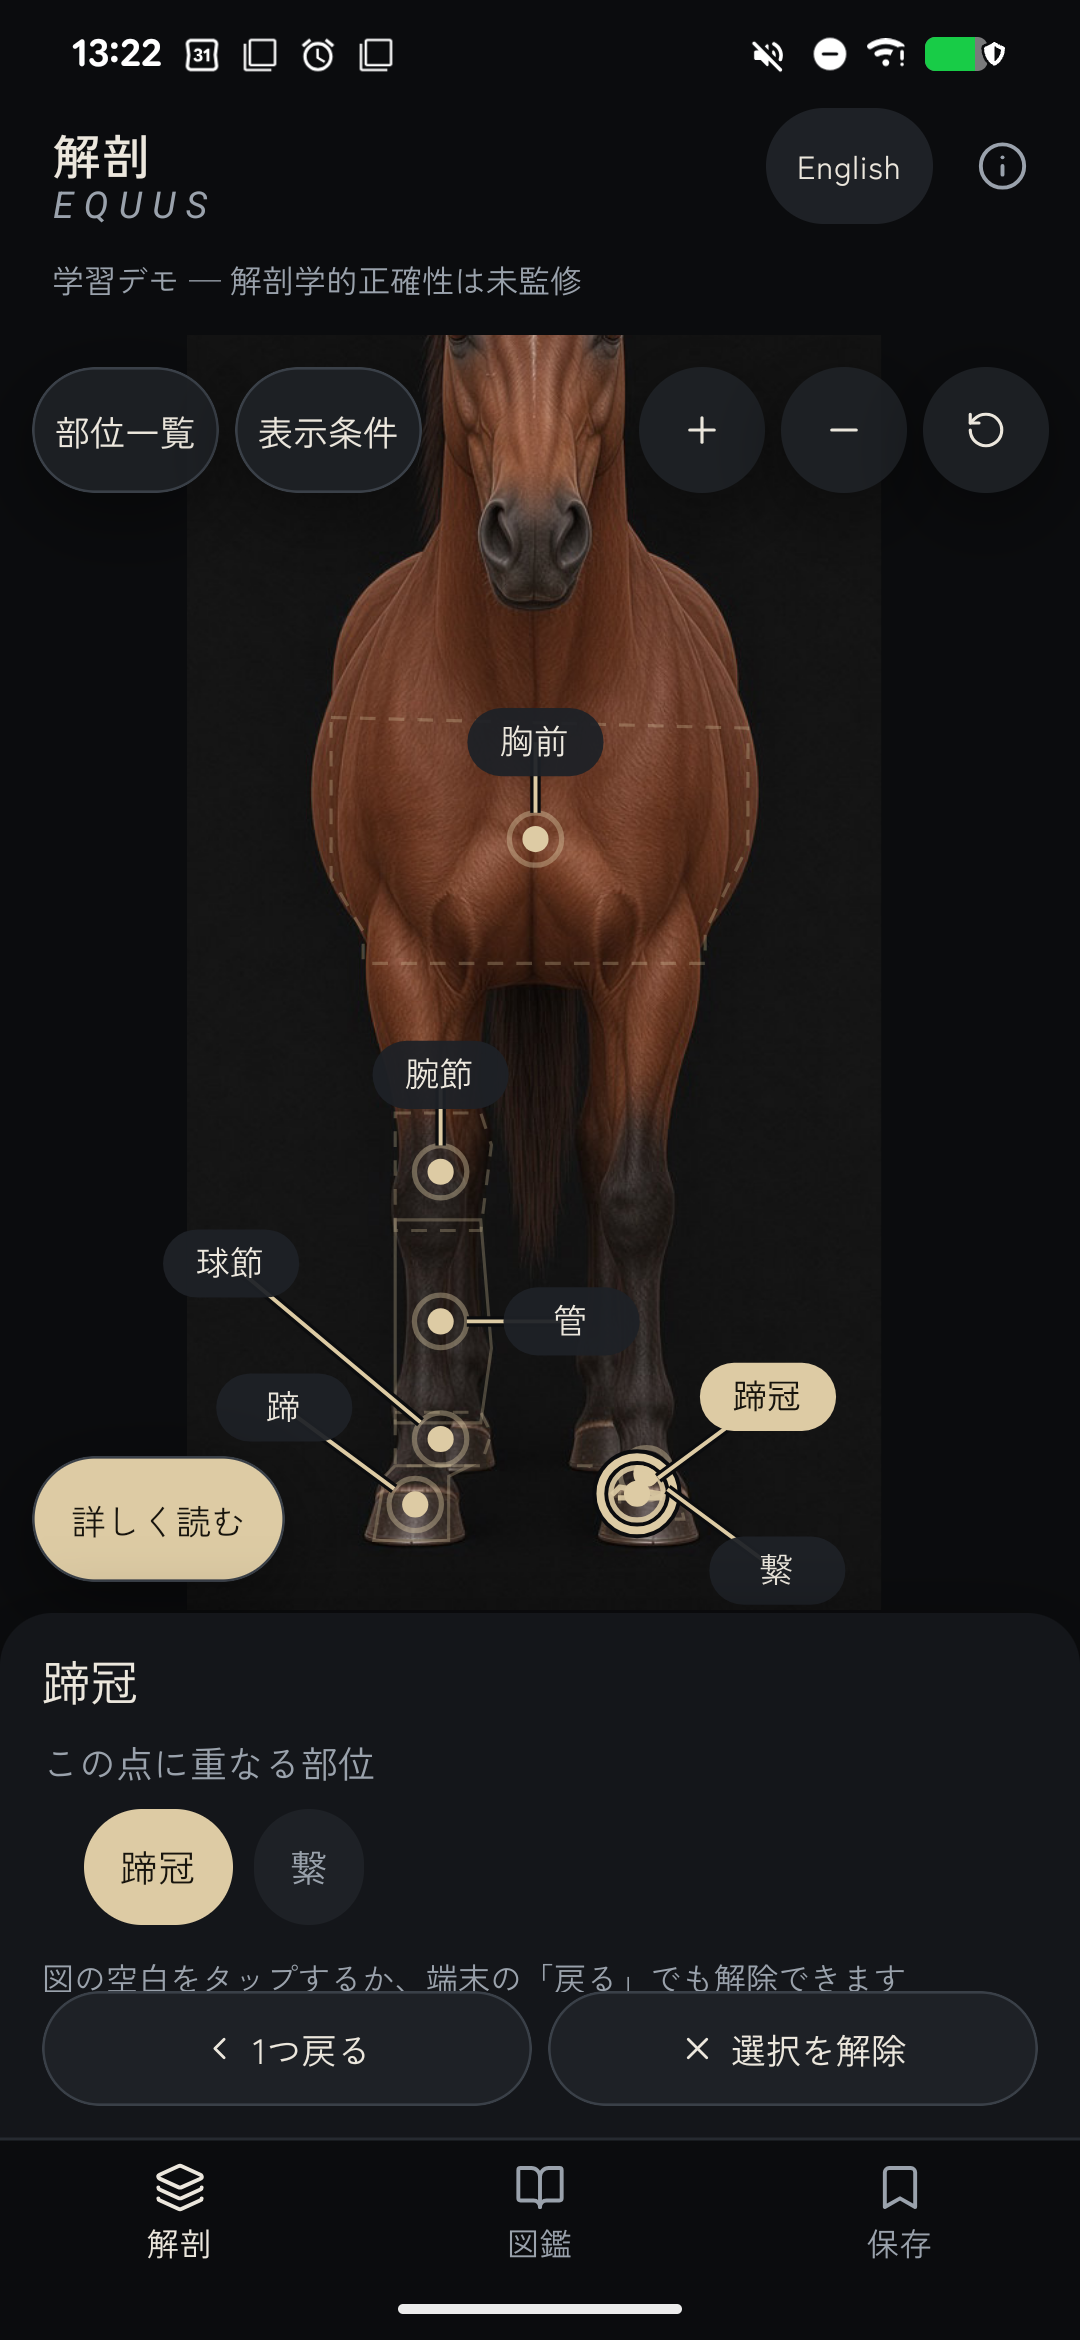 13:22
31
解剖
EQUUS
English
学習デモ — 解剖学的正確性は未監修
部位一覧
表示条件
胸前
腕節
球節
管
蹄
蹄冠
詳しく読む
繋
蹄冠
この点に重なる部位
蹄冠
繋
図の空白をタップするか、端末の「戻る」でも解除できます
1つ戻る
選択を解除
解剖
図鑑
保存